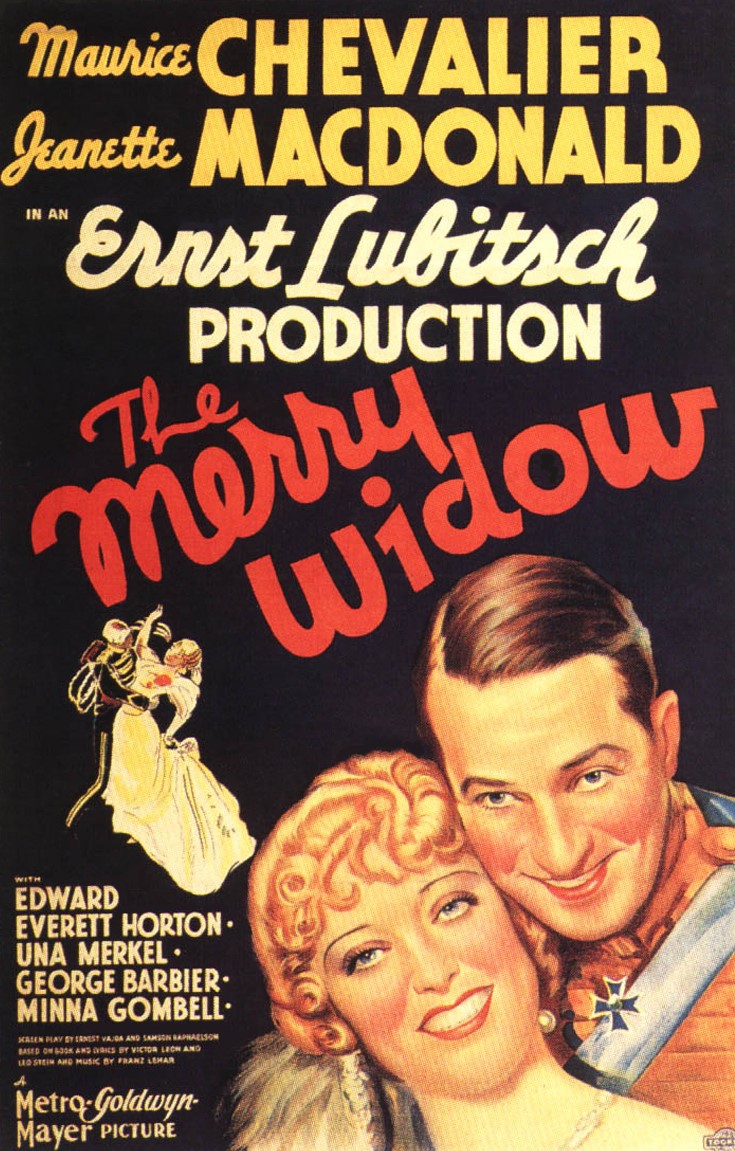 Maurice CHEVALIER
Jeanette MACDONALD
IN AN
Ernst Lubitsch
PRODUCTION
The
Merry
Widow
WITH
EDWARD
EVERETT HORTON·
UNA MERKEL·
GEORGE BARBIER·
MINNA GOMBELL·
SCREEN PLAY BY ERNEST VAJDA AND SAMSON RAPHAELSON
BASED ON BOOK AND LYRICS BY VICTOR LEON AND
LEO STEIN AND MUSIC BY FRANZ LEHAR
A
Metro-Goldwyn-
Mayer PICTURE